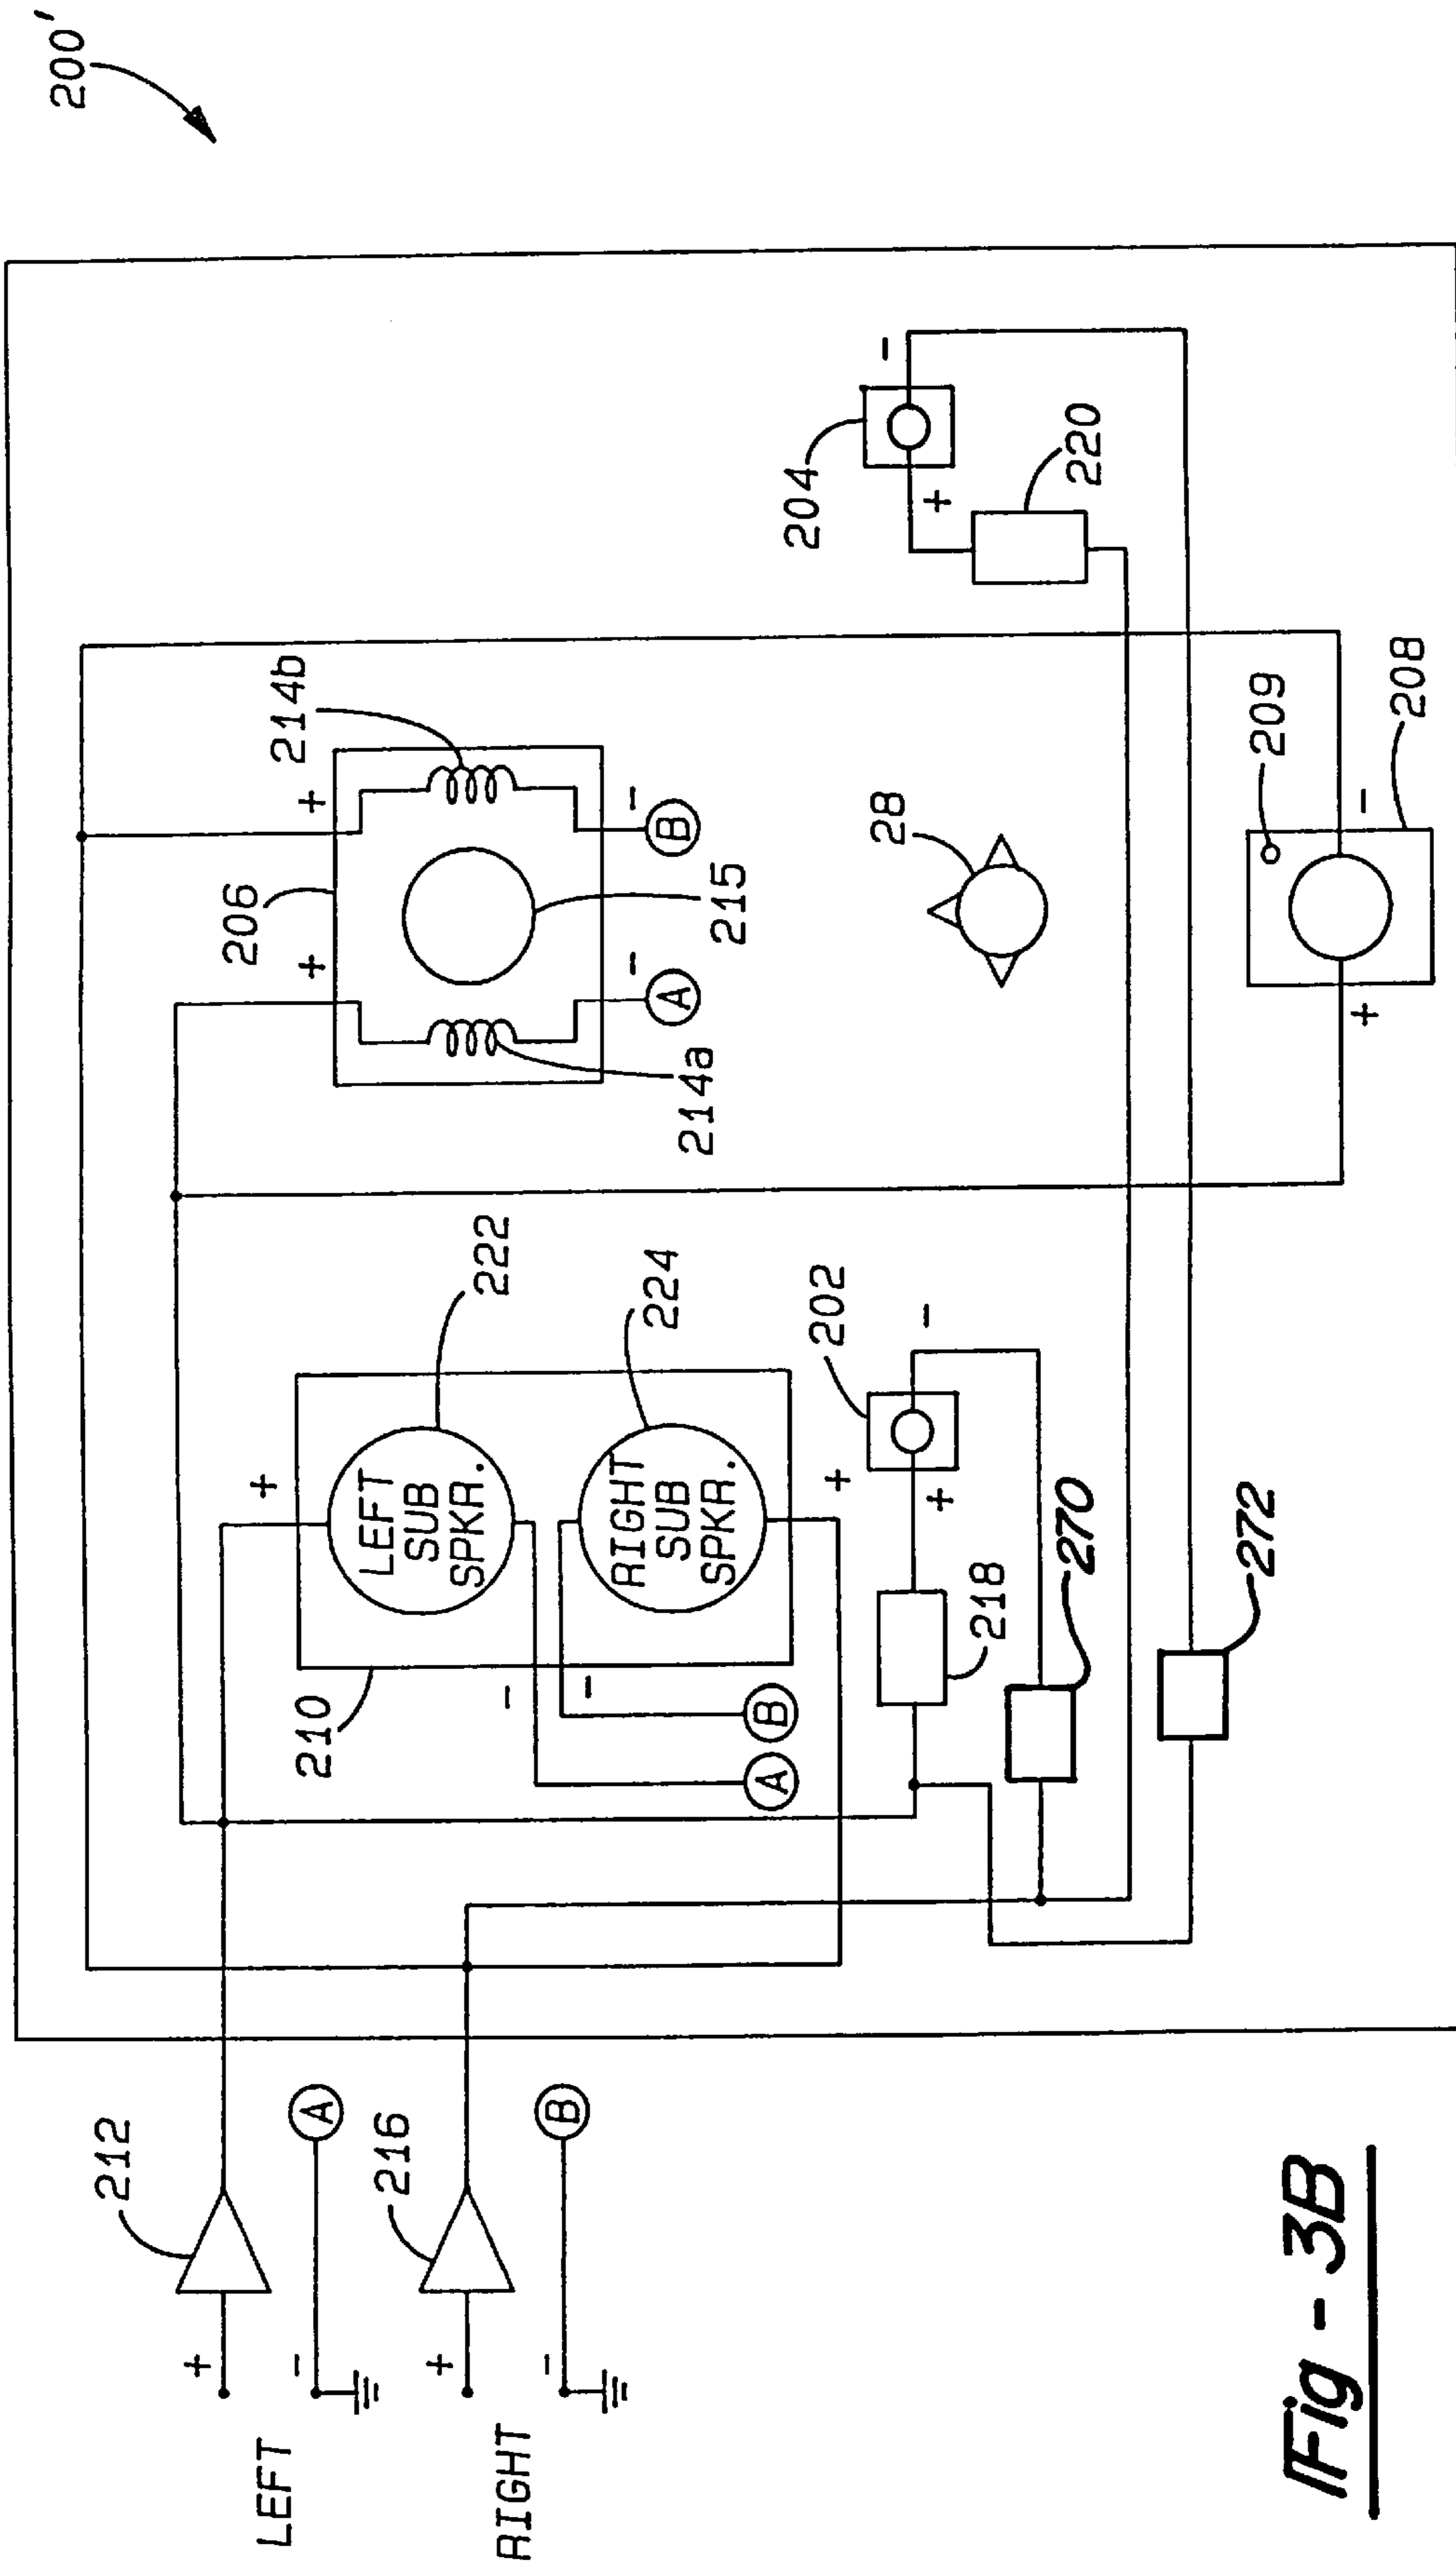 200'
214b
+
206
+
-
B
215
-
A
214a
204
-
+
220
28
209
-
208
+
222
+
LEFT
SUB
SPKR.
224
RIGHT
SUB
SPKR.
+
210
-
-
B
A
202
-
+
218
270
272
212
+
-
A
LEFT
216
+
-
B
RIGHT
Fig - 3B